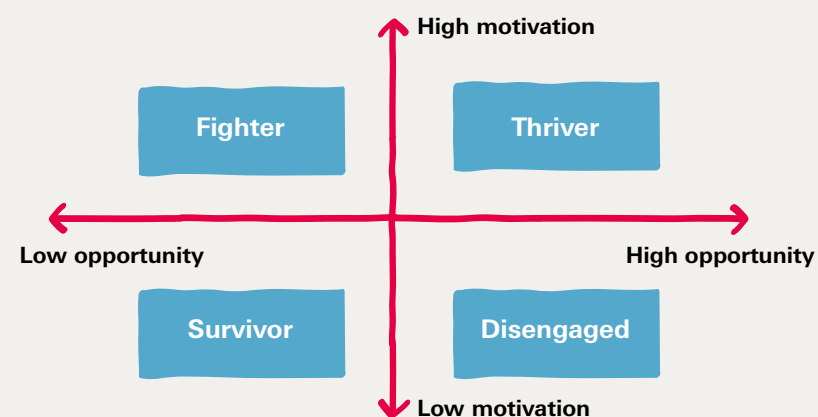 High motivation
Fighter
Thriver
Low opportunity
High opportunity
Survivor
Disengaged
Low motivation